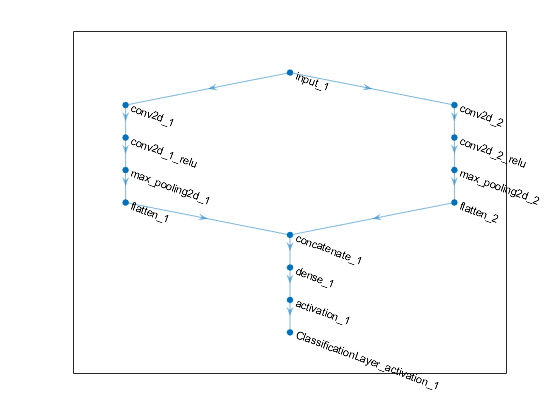 input_1
conv2d_1
conv2d_2
conv2d_1_relu
conv2d_2_relu
max_pooling2d_1
max_pooling2d_2
flatten_1
flatten_2
concatenate_1
dense_1
activation_1
ClassificationLayer_activation_1